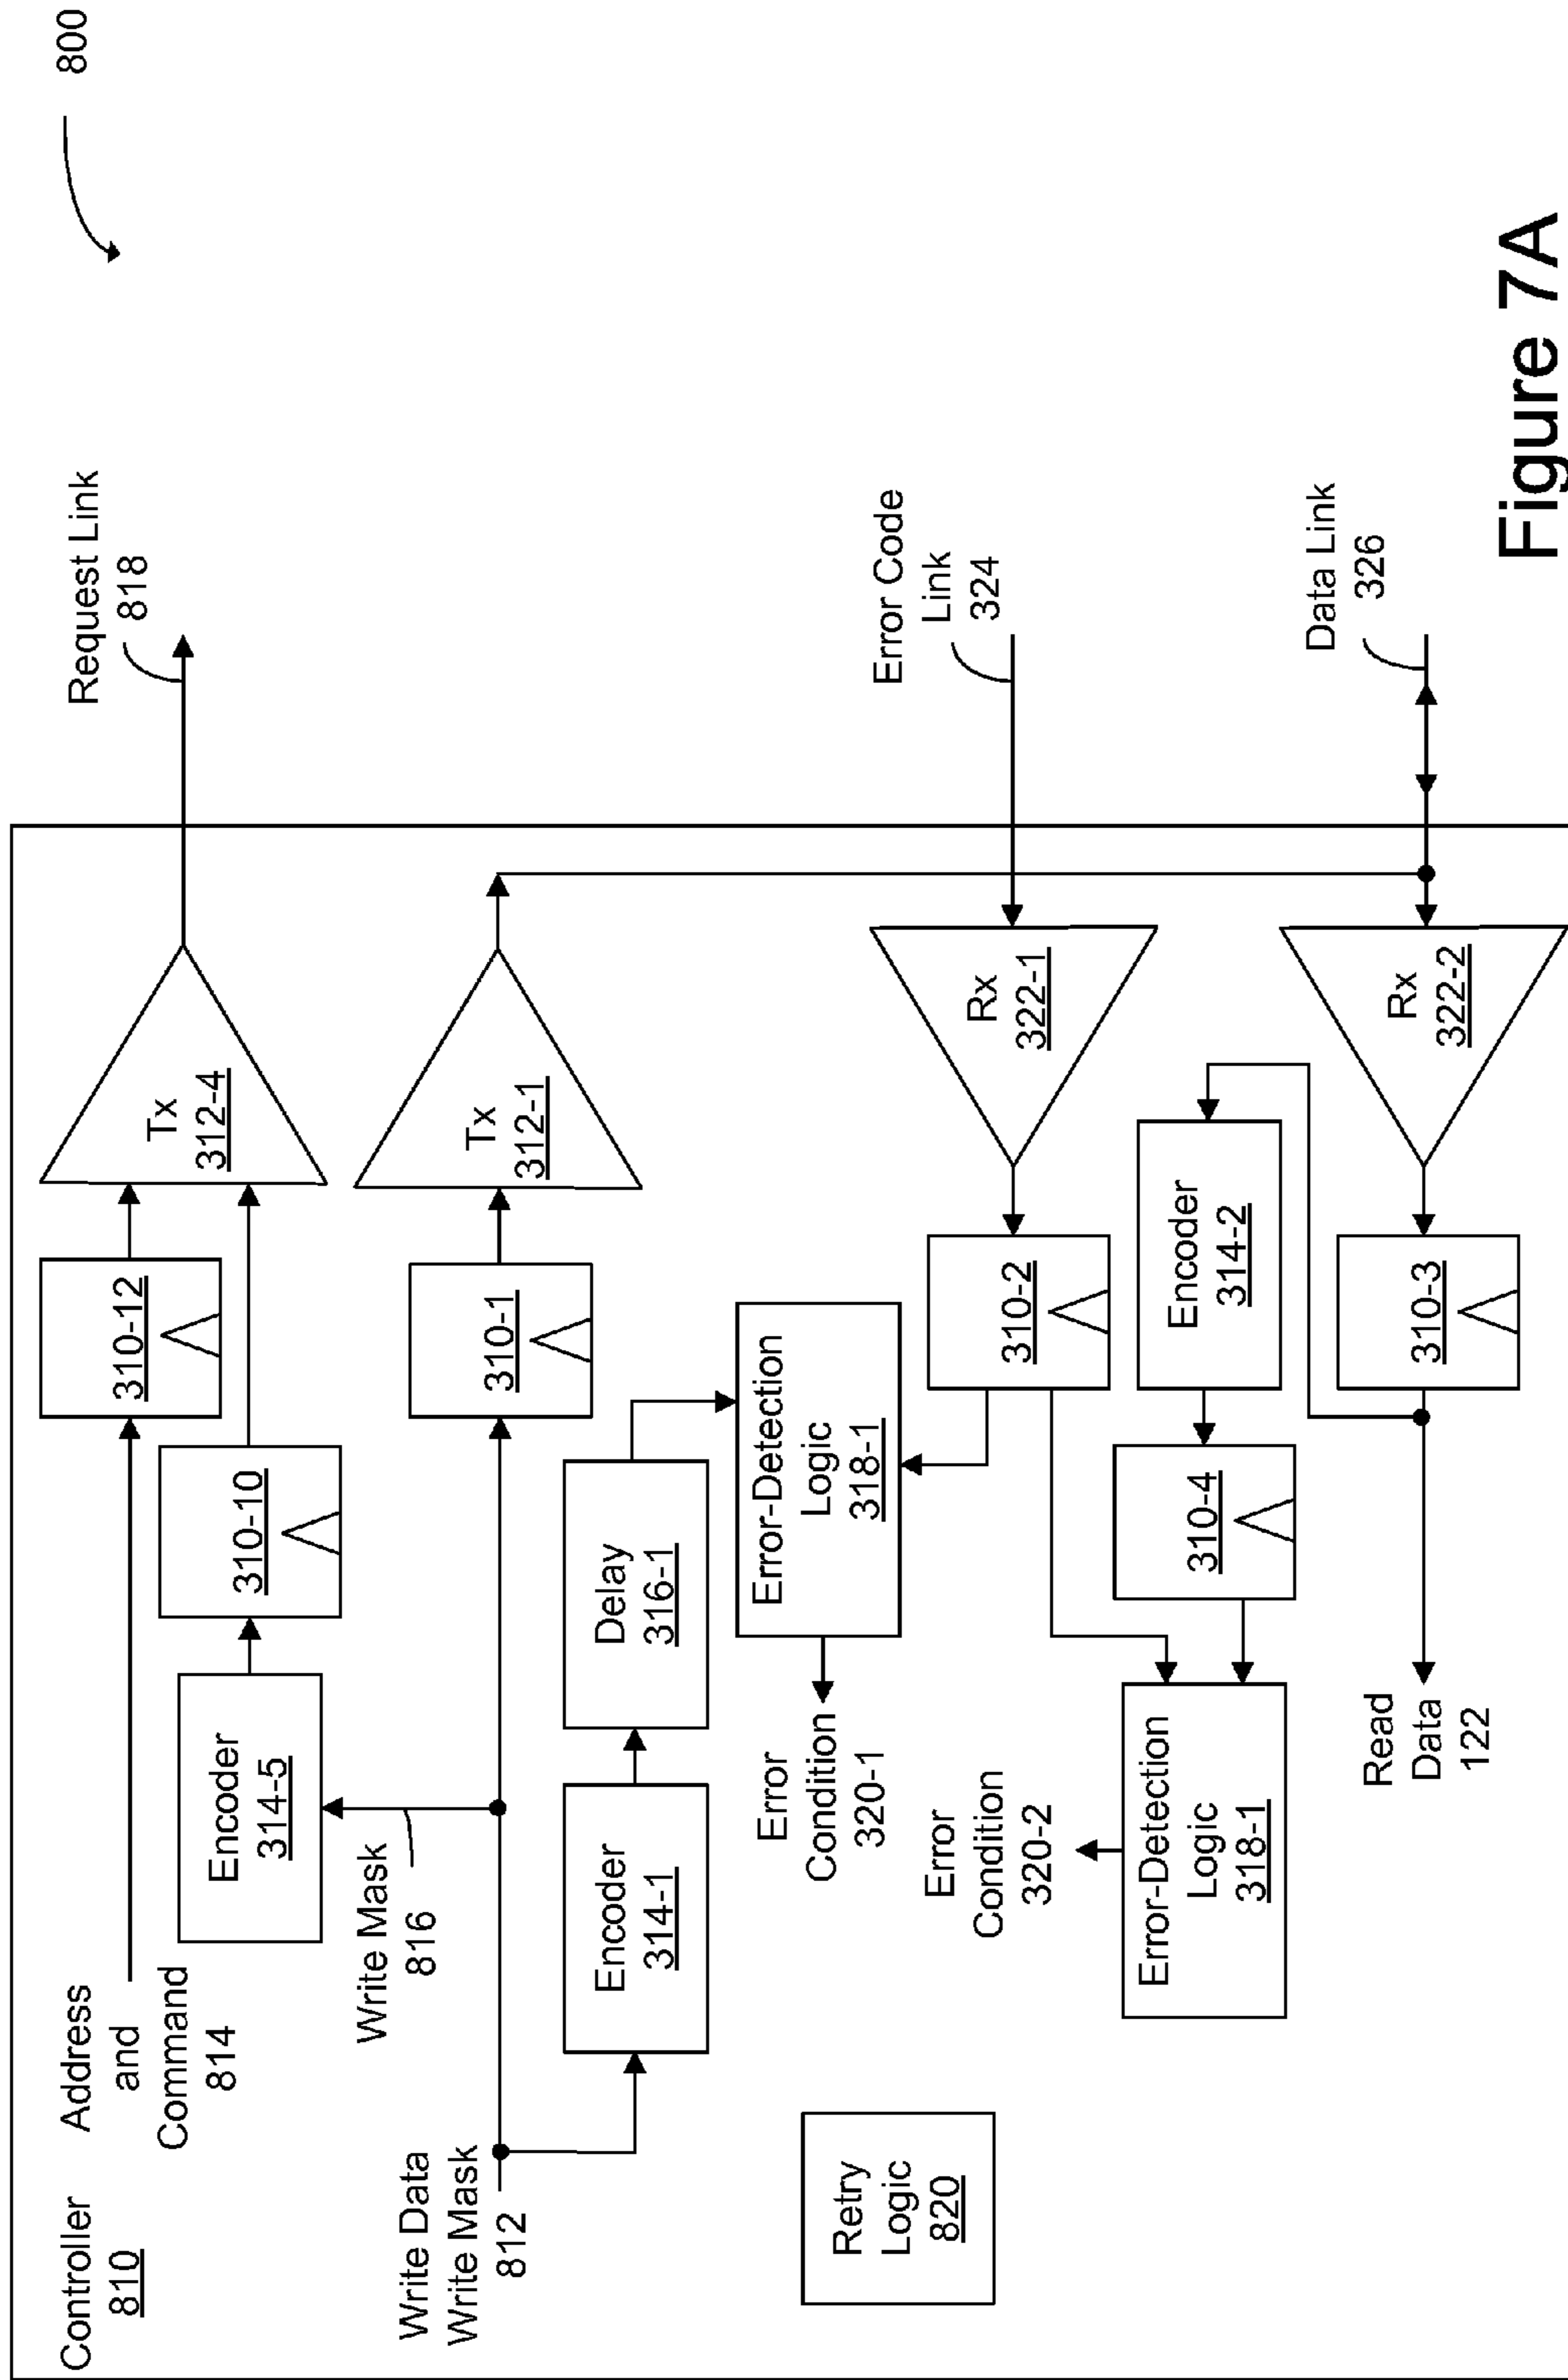 800
Controller
810
Address
and
Command
814
Request Link
818
310-12
Tx
312-4
Encoder
314-5
310-10
Write Mask
816
Write Data
Write Mask
812
310-1
Tx
312-1
Encoder
314-1
Delay
316-1
Error-Detection
Logic
318-1
Error
Condition
320-1
Retry
Logic
820
Error Code
Link
324
Rx
322-1
310-2
Error
Condition
320-2
Error-Detection
Logic
318-1
310-4
Encoder
314-2
Data Link
326
Rx
322-2
310-3
Read
Data
122
Figure 7A